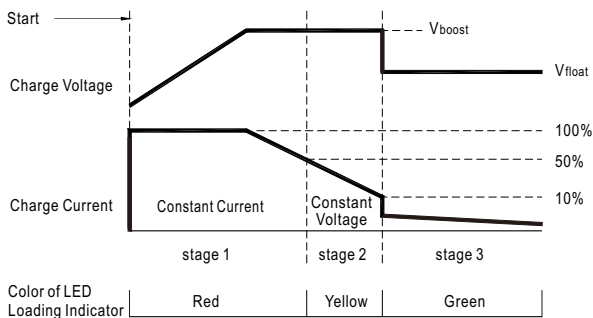 Start
Vboost
Charge Voltage
Vfloat
100%
50%
10%
Charge Current
Constant Current
Constant
Voltage
stage 1
stage 2
stage 3
Color of LED
Loading Indicator
Red
Yellow
Green